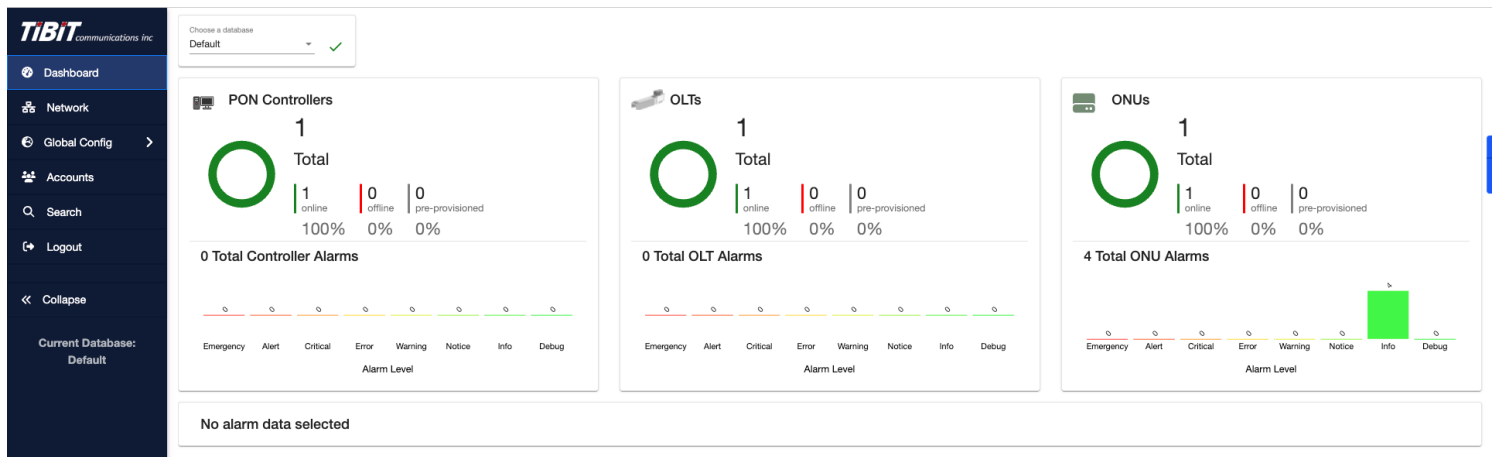 TiBiT communications inc
Dashboard
Network
Global Config
Accounts
Search
Logout
Collapse
Current Database:
Default
Choose a database
Default
PON Controllers
1
Total
1 0 0
online offline pre-provisioned
100% 0% 0%
0 Total Controller Alarms
0 0 0 0 0 0 0 0
Emergency Alert Critical Error Warning Notice Info Debug
Alarm Level
OLTs
1
Total
1 0 0
online offline pre-provisioned
100% 0% 0%
0 Total OLT Alarms
0 0 0 0 0 0 0 0
Emergency Alert Critical Error Warning Notice Info Debug
Alarm Level
ONUs
1
Total
1 0 0
online offline pre-provisioned
100% 0% 0%
4 Total ONU Alarms
0 0 0 0 0 0 4 0
Emergency Alert Critical Error Warning Notice Info Debug
Alarm Level
No alarm data selected